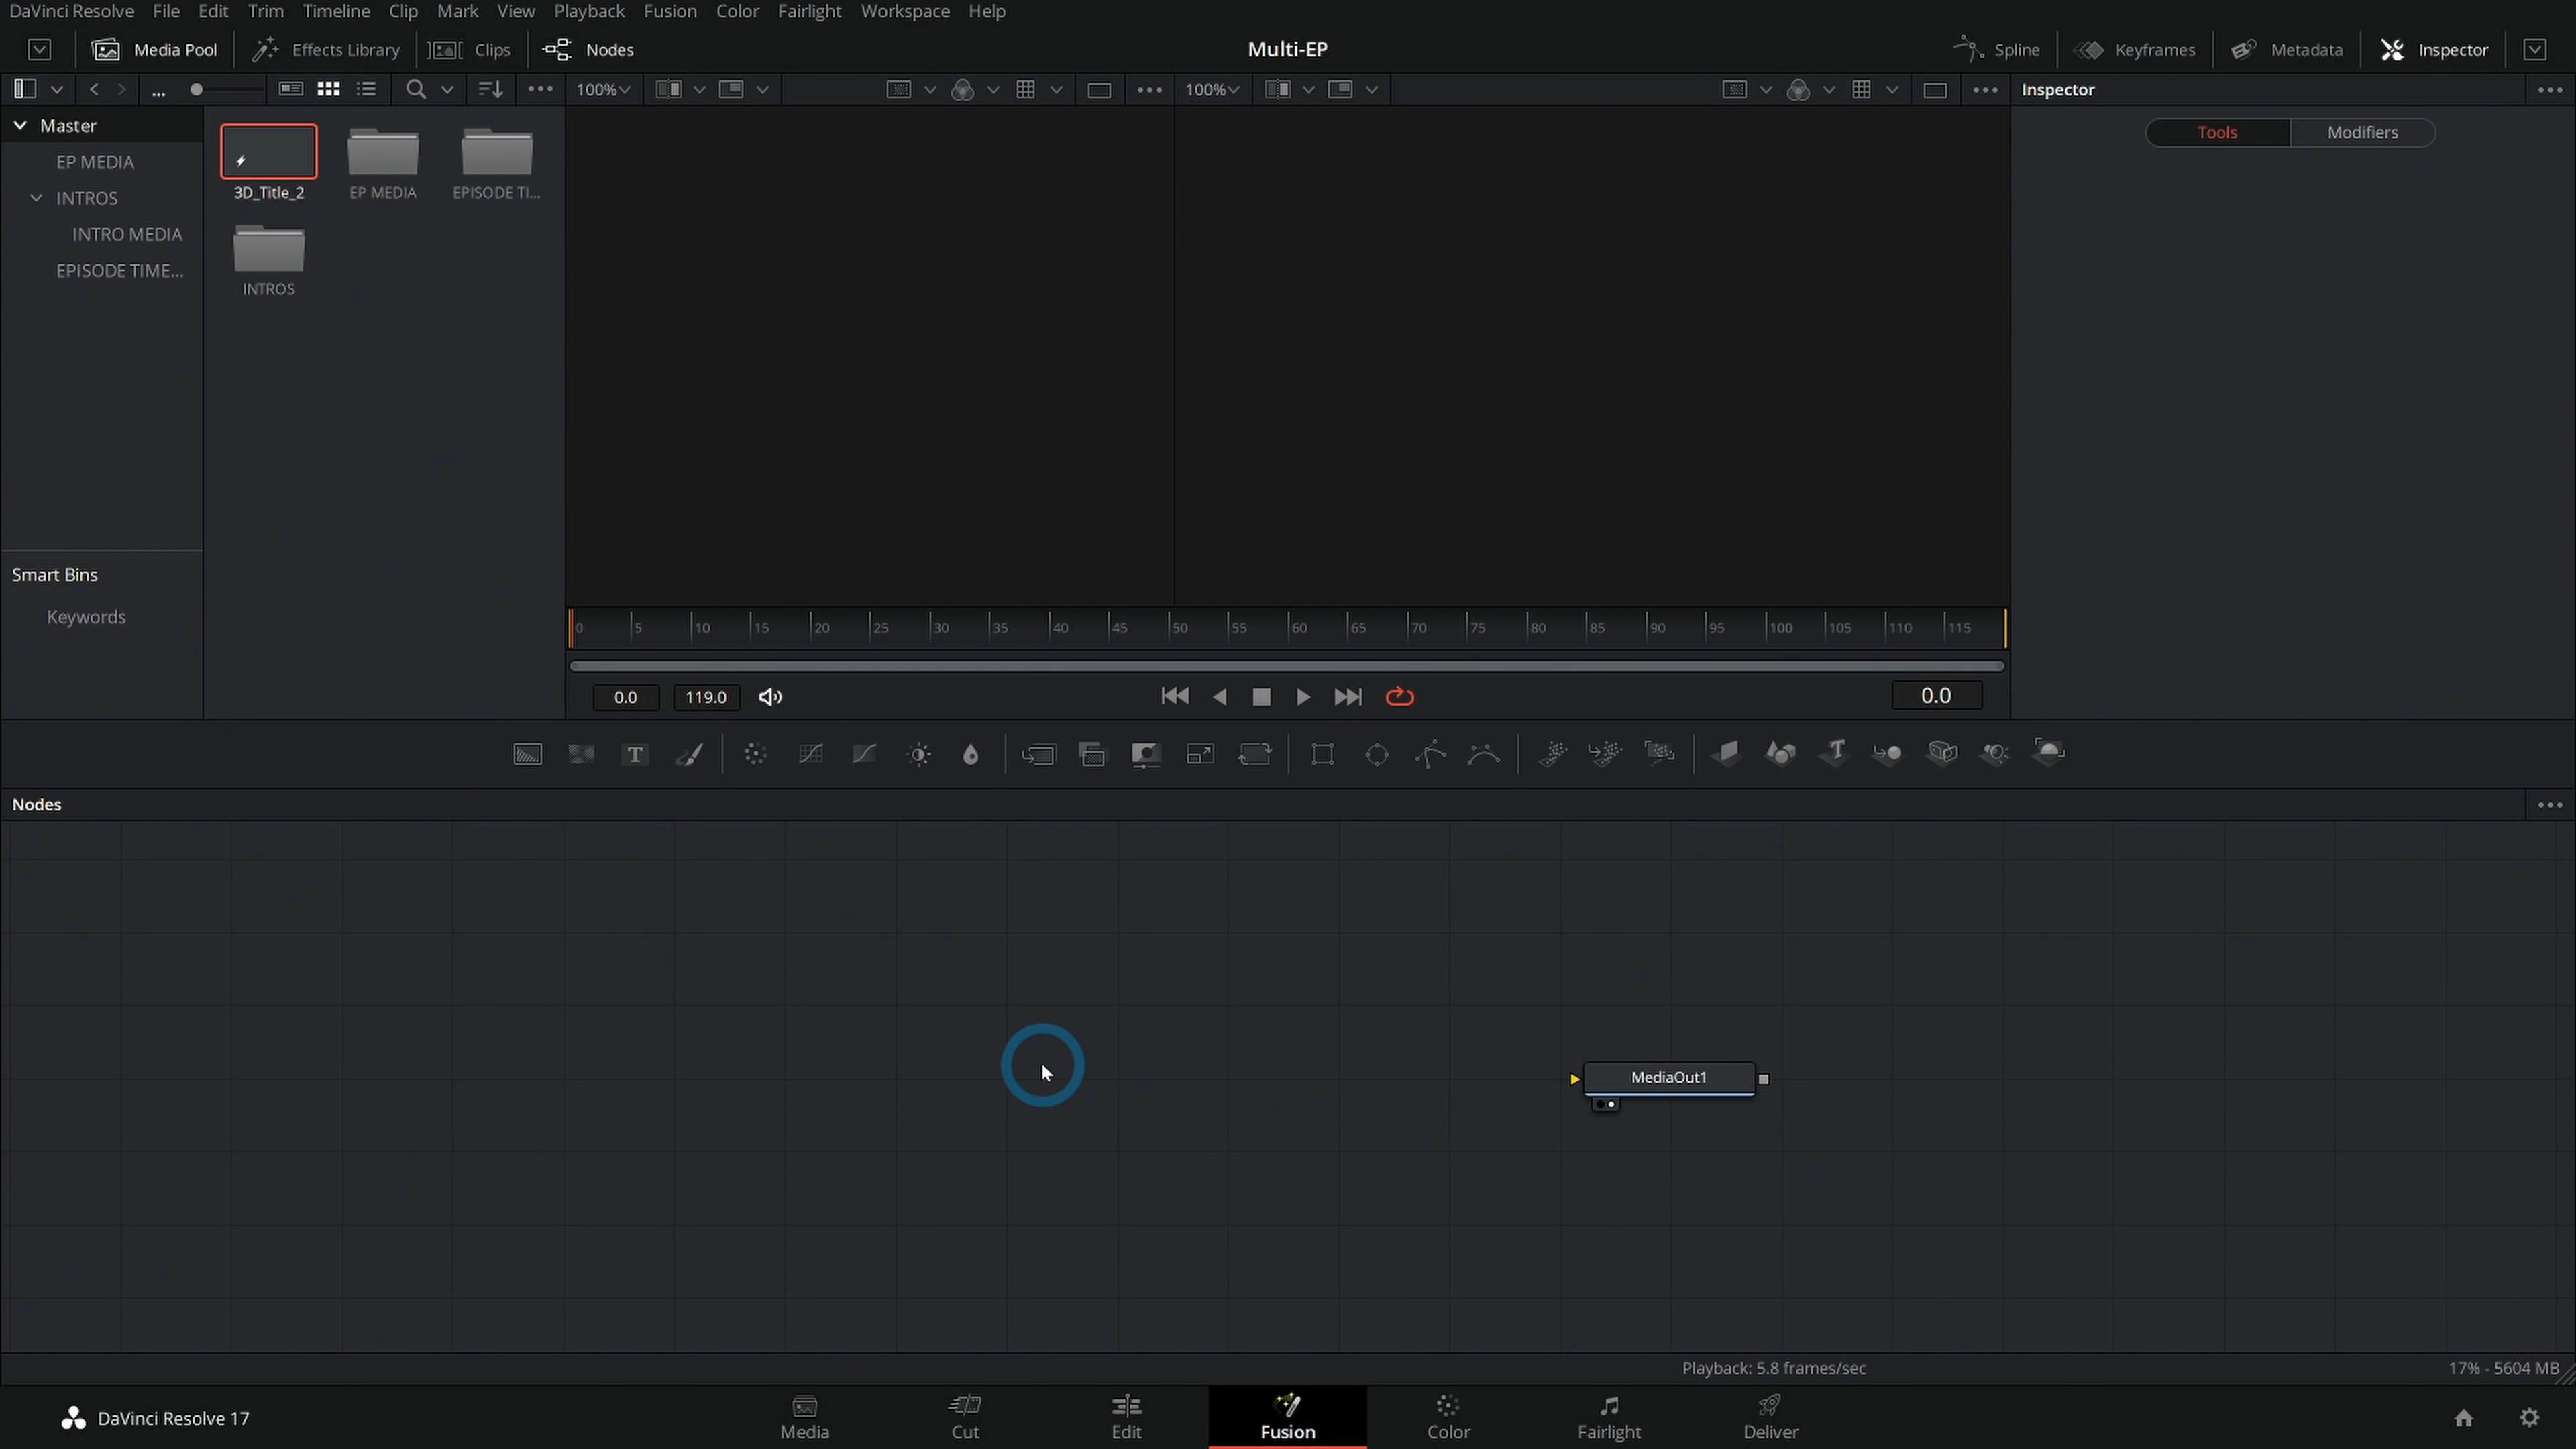 DaVinci Resolve File Edit Trim Timeline Clip Mark View Playback Fusion Color Fairlight Workspace Help
Media Pool Effects Library Clips Nodes Multi-EP Spline Keyframes Metadata Inspector
... 100% 100% Inspector
Master
EP MEDIA
INTROS
INTRO MEDIA
EPISODE TIME...
3D_Title_2 EP MEDIA EPISODE TI...
INTROS
Tools Modifiers
Smart Bins
Keywords
0 5 10 15 20 25 30 35 40 45 50 55 60 65 70 75 80 85 90 95 100 105 110 115
0.0 119.0 0.0
T T
Nodes
MediaOut1
Playback: 5.8 frames/sec 17% - 5604 MB
DaVinci Resolve 17 Media Cut Edit Fusion Color Fairlight Deliver